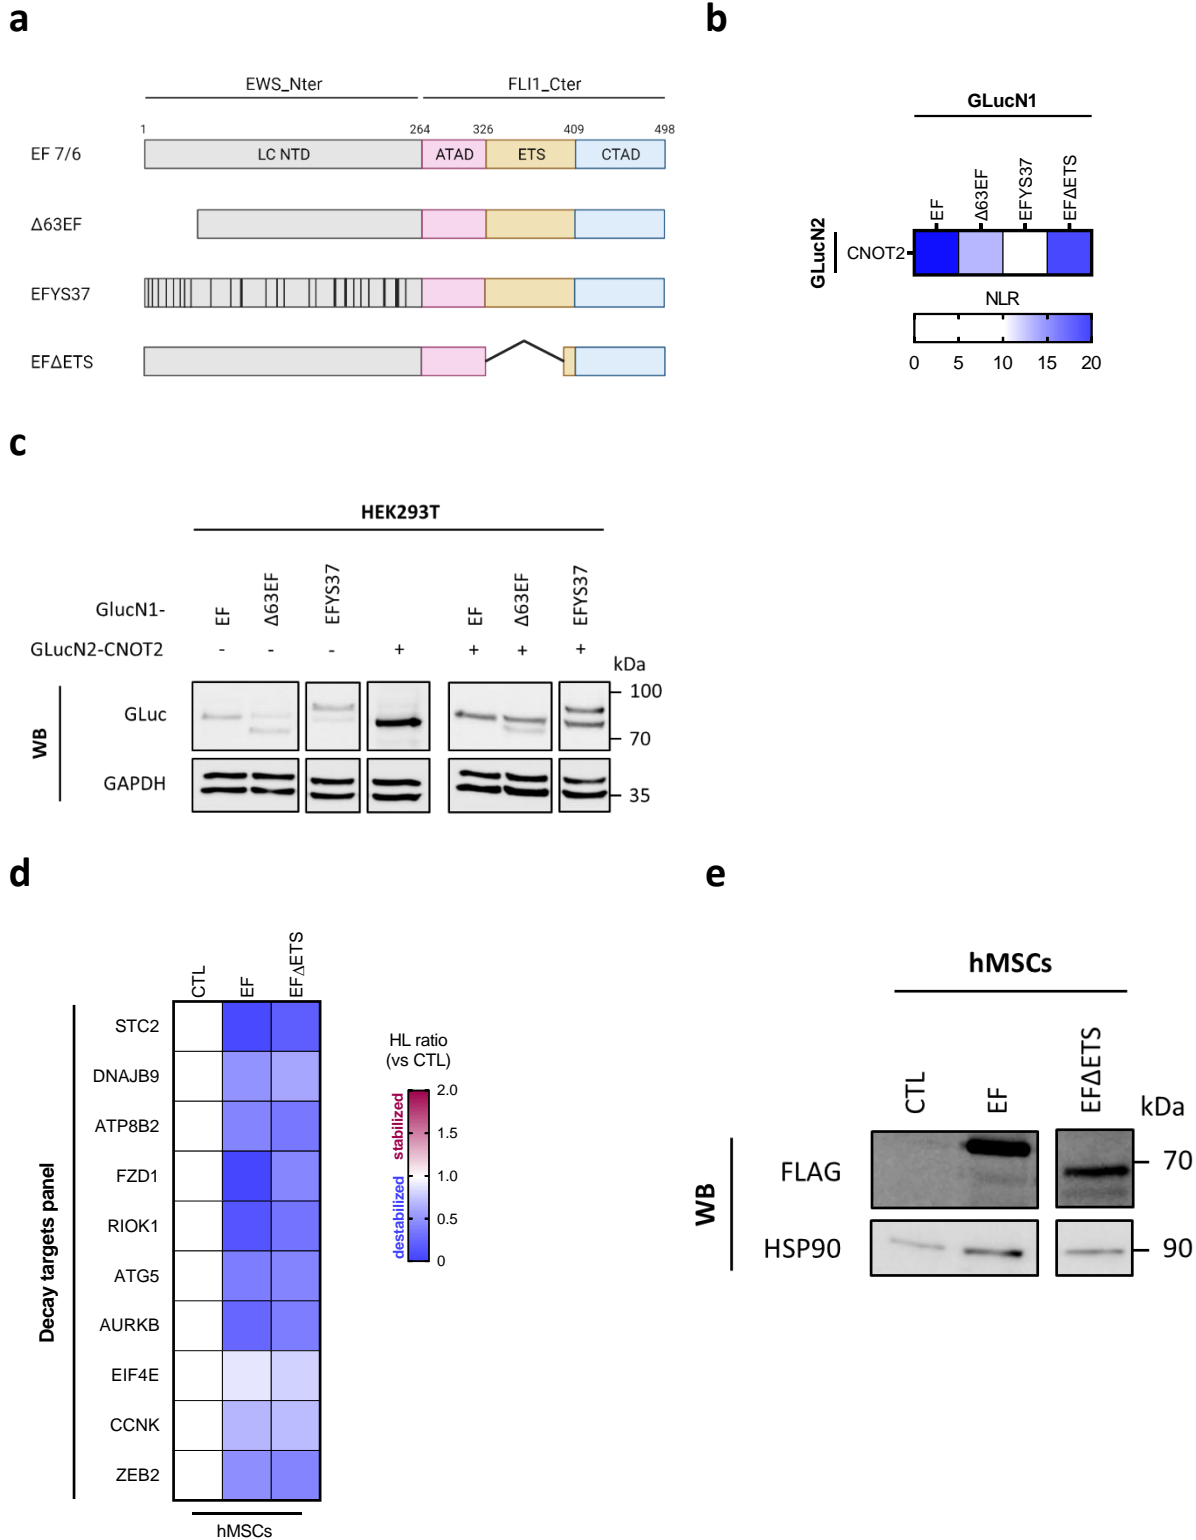 a
EWS_Nter
FLI1_Cter
1
264
326
409
498
EF 7/6
LC NTD
ATAD
ETS
CTAD
Δ63EF
EFYS37
EFΔETS
b
GLucN1
EF
Δ63EF
EFYS37
EFΔETS
GLucN2
CNOT2
NLR
0 5 10 15 20
c
HEK293T
GlucN1-
EF
Δ63EF
EFYS37
EF
Δ63EF
EFYS37
GLucN2-CNOT2
- - - + + + +
kDa
WB
GLuc
100
70
GAPDH
35
d
CTL
EF
EFΔETS
Decay targets panel
STC2
DNAJB9
ATP8B2
FZD1
RIOK1
ATG5
AURKB
EIF4E
CCNK
ZEB2
hMSCs
HL ratio
(vs CTL)
stabilized
destabilized
2.0
1.5
1.0
0.5
0
e
hMSCs
CTL
EF
EFΔETS
kDa
WB
FLAG
70
HSP90
90